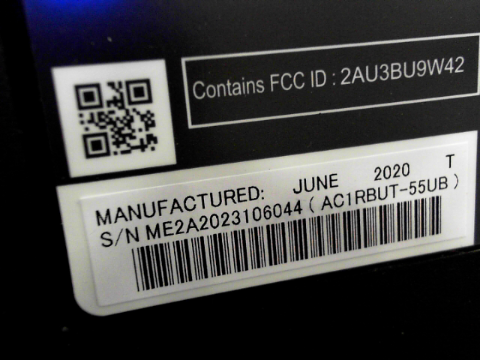 Contains FCC ID : 2AU3BU9W42
MANUFACTURED: JUNE 2020 T
S/N ME2A2023106044 ( AC1RBUT-55UB )